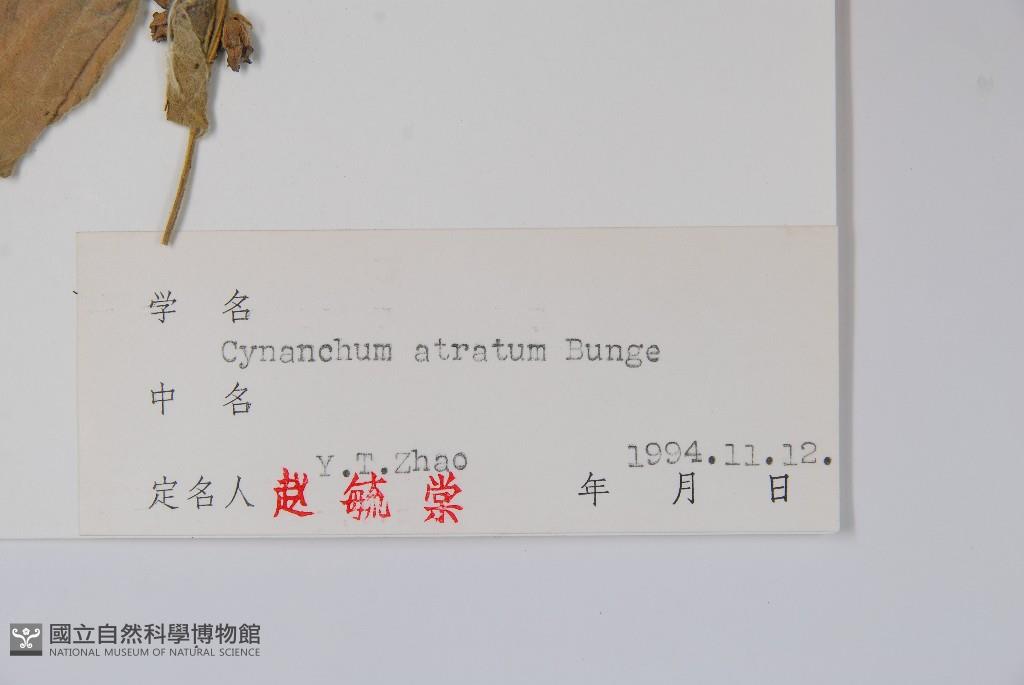 学 名
Cynanchum atratum Bunge
中 名
Y.T.Zhao 1994.11.12.
定名人 赵毓棠 年 月 日
國立自然科學博物館
NATIONAL MUSEUM OF NATURAL SCIENCE